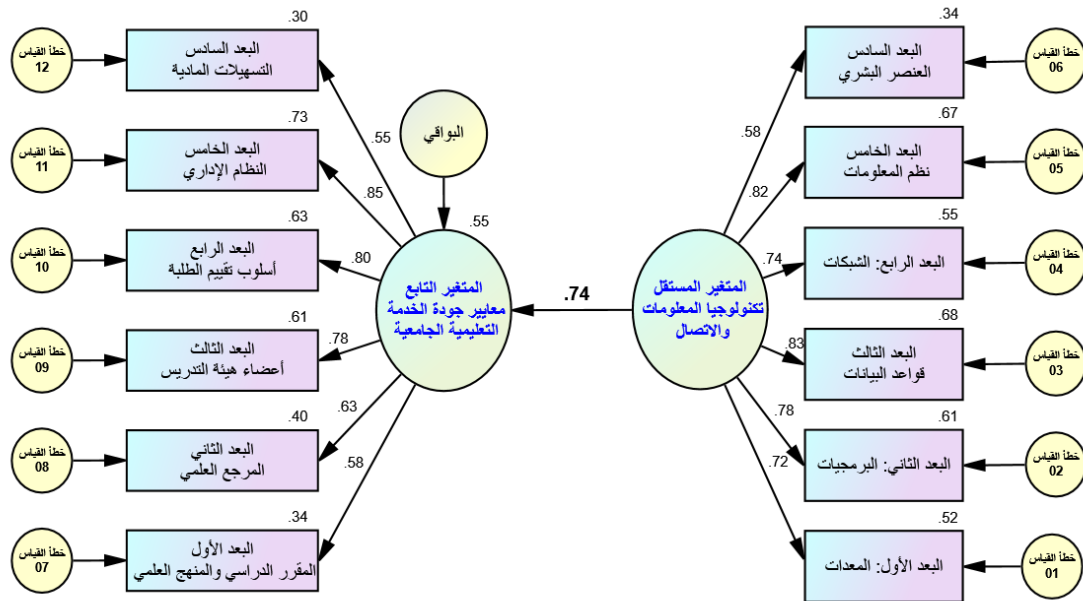 .34
البعد السادس
العنصر البشري
خطأ القياس
06
.58
.67
البعد الخامس
نظم المعلومات
خطأ القياس
05
.82
.55
البعد الرابع: الشبكات
خطأ القياس
04
.74
.68
البعد الثالث
قواعد البيانات
خطأ القياس
03
.83
.61
البعد الثاني: البرمجيات
خطأ القياس
02
.78
.52
البعد الأول: المعدات
خطأ القياس
01
.72
المتغير المستقل
تكنولوجيا المعلومات
والاتصال
.74
البواقي
.55
المتغير التابع
معايير جودة الخدمة
التعليمية الجامعية
.30
البعد السادس
التسهيلات المادية
خطأ القياس
12
.55
.73
البعد الخامس
النظام الإداري
خطأ القياس
11
.85
.63
البعد الرابع
أسلوب تقييم الطلبة
خطأ القياس
10
.80
.61
البعد الثالث
أعضاء هيئة التدريس
خطأ القياس
09
.78
.40
البعد الثاني
المرجع العلمي
خطأ القياس
08
.63
.34
البعد الأول
المقرر الدراسي والمنهج العلمي
خطأ القياس
07
.58